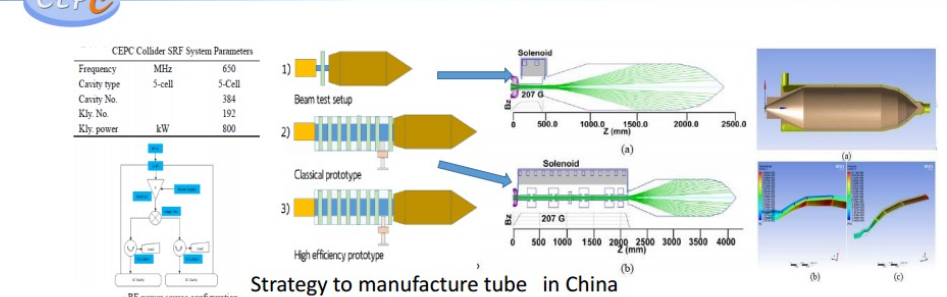 CEPC
CEPC Collider SRF System Parameters
Frequency MHz 650
Cavity type 5-cell 5-Cell
Cavity No. 384
Kly. No. 192
Kly. power kW 800
1)
Beam test setup
2)
Classical prototype
3)
High efficiency prototype
Solenoid
207 G
Bz
0 500.0 1000.0 1500.0 2000.0 2500.0
Z (mm)
(a)
Solenoid
207 G
Bz
0 500 1000 1500 2000 2500 3000 3500 4000
Z (mm)
(b)
(a)
(b) (c)
RF power source configuration
Strategy to manufacture tube in China